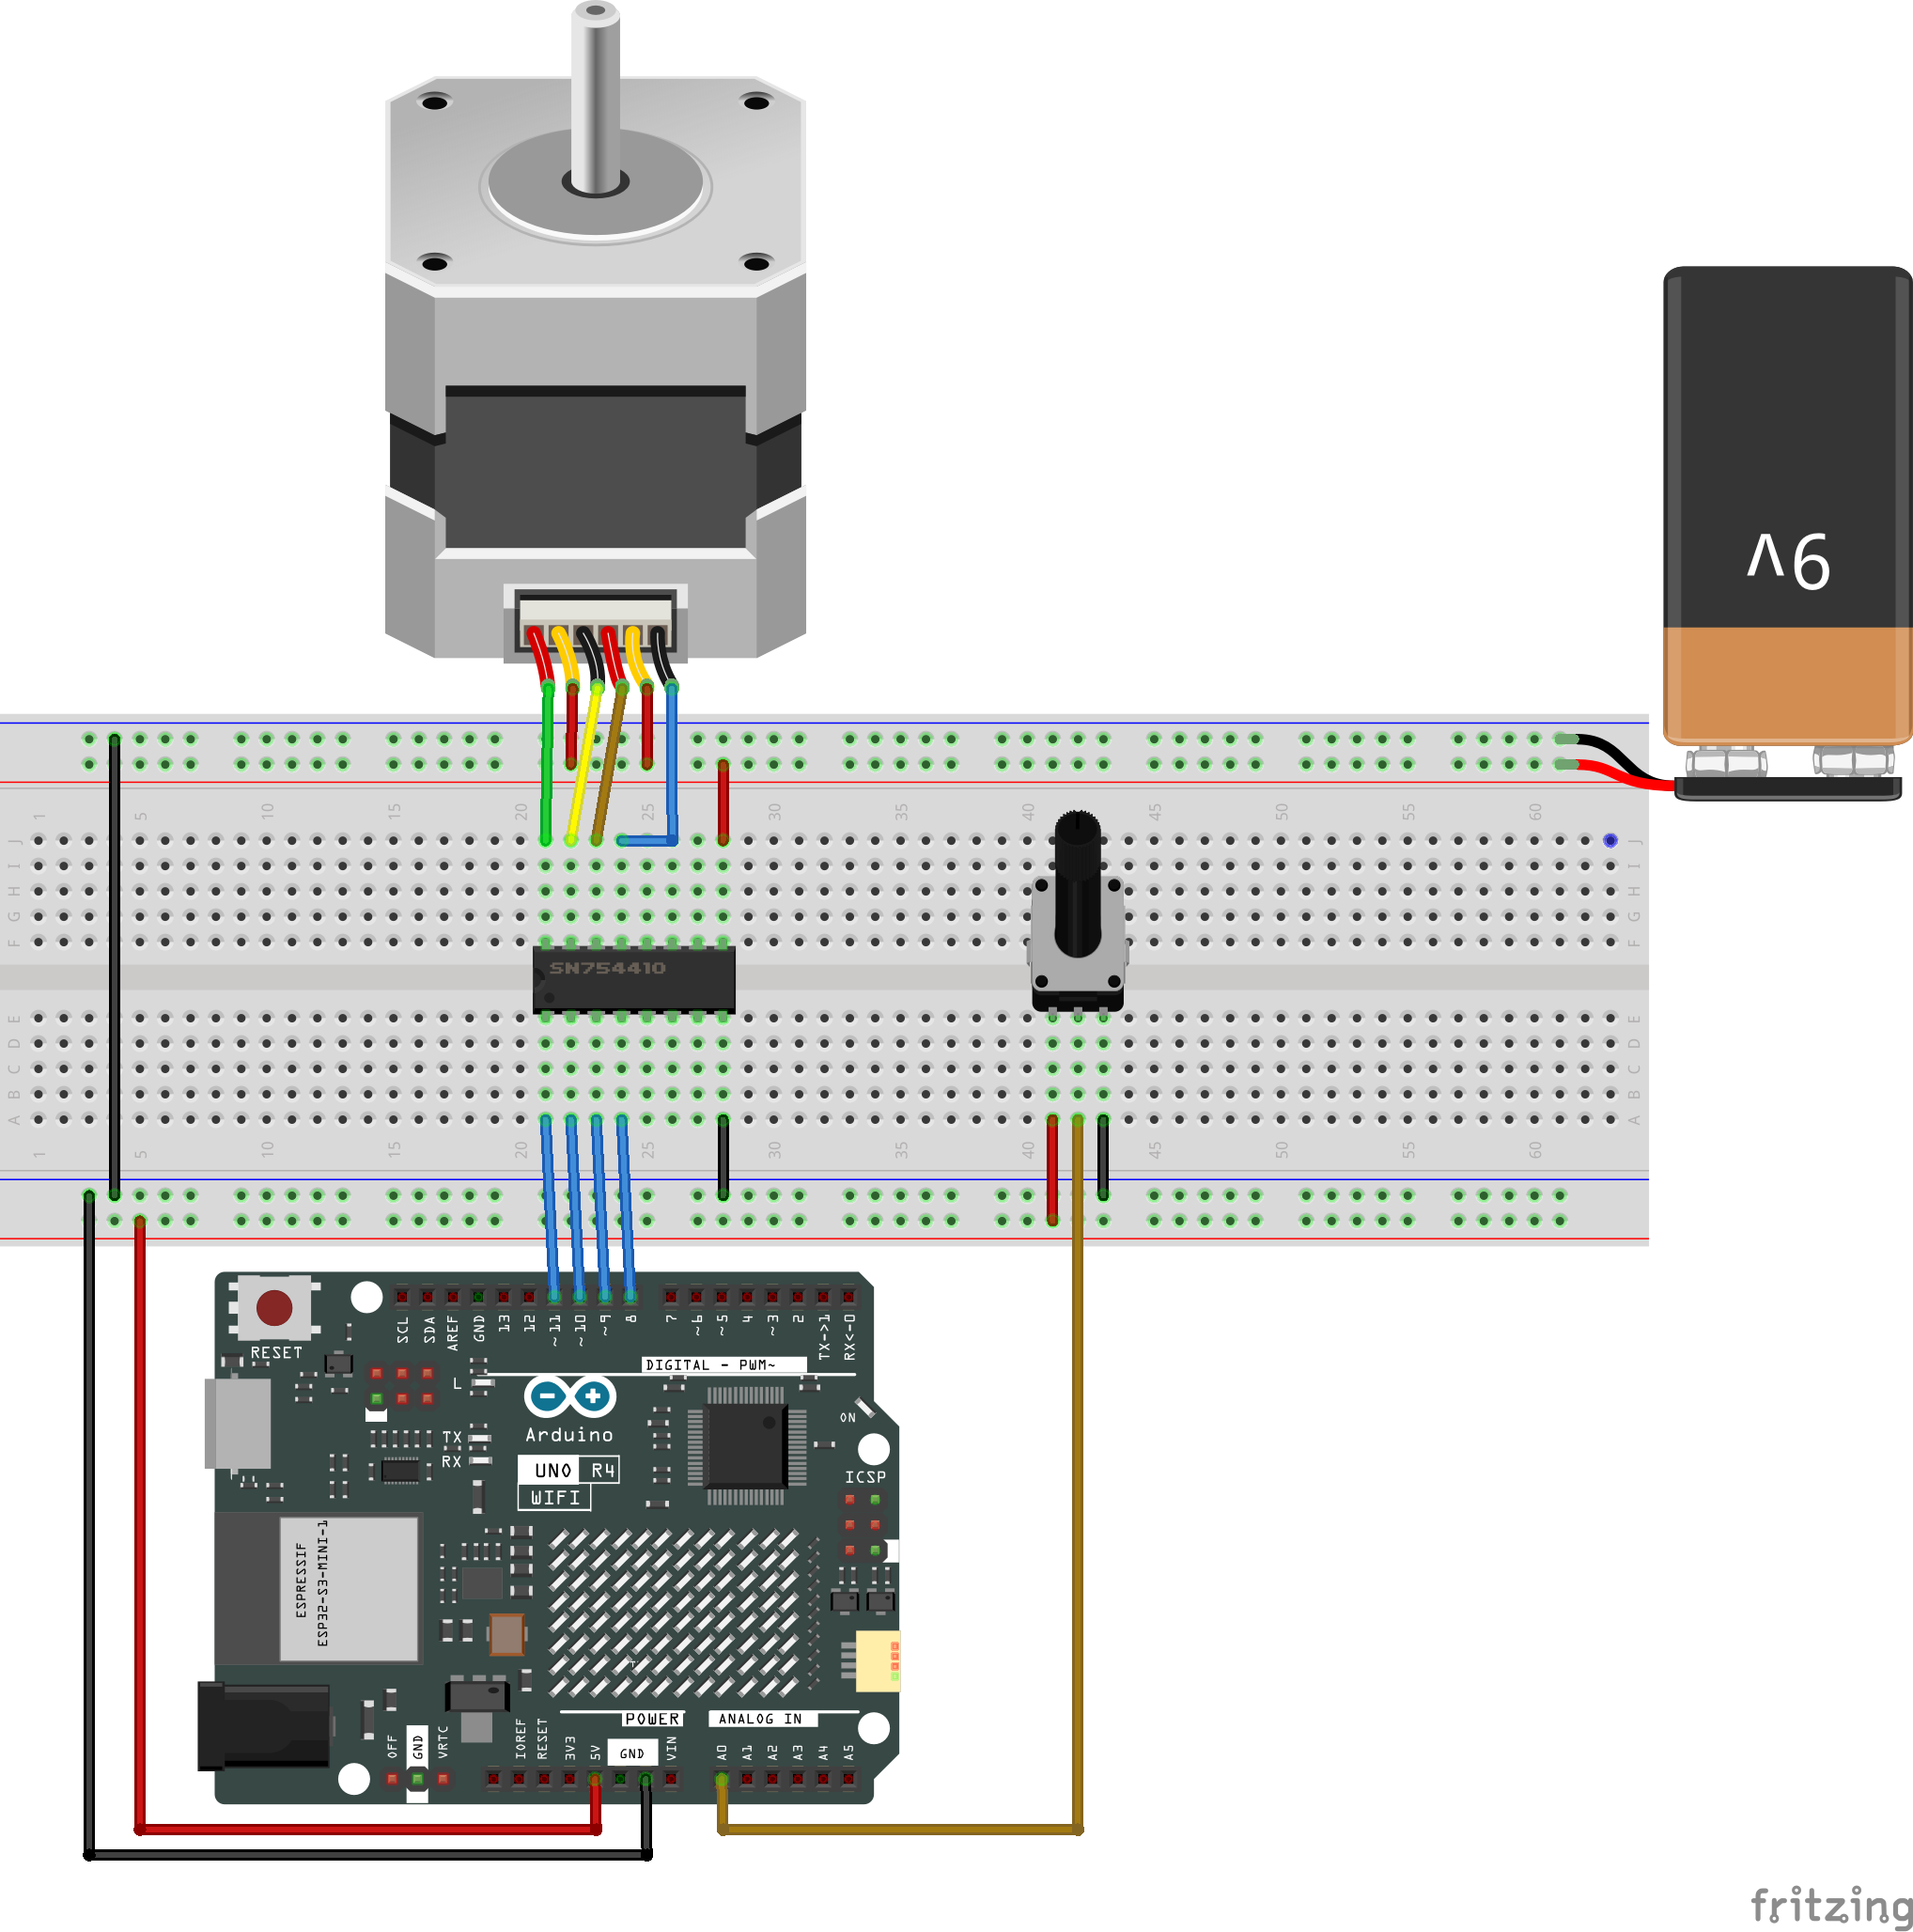 9V
1 5 10 15 20 25 30 35 40 45 50 55 60
J J
I I
H H
G G
F F
SN754410
E E
D D
C C
B B
A A
1 5 10 15 20 25 30 35 40 45 50 55 60
RESET
SCL SDA AREF GND 13 12 ~11 ~10 ~9 8 7 ~6 ~5 4 ~3 2 TX->1 RX<-0
DIGITAL - PWM~
L
ON
TX
RX
Arduino
UNO R4
WIFI
ICSP
ESPRESSIF
ESP32-S3-MINI-1
POWER
ANALOG IN
OFF GND VRTC
IOREF RESET 3V3 5V GND VIN A0 A1 A2 A3 A4 A5
fritzing